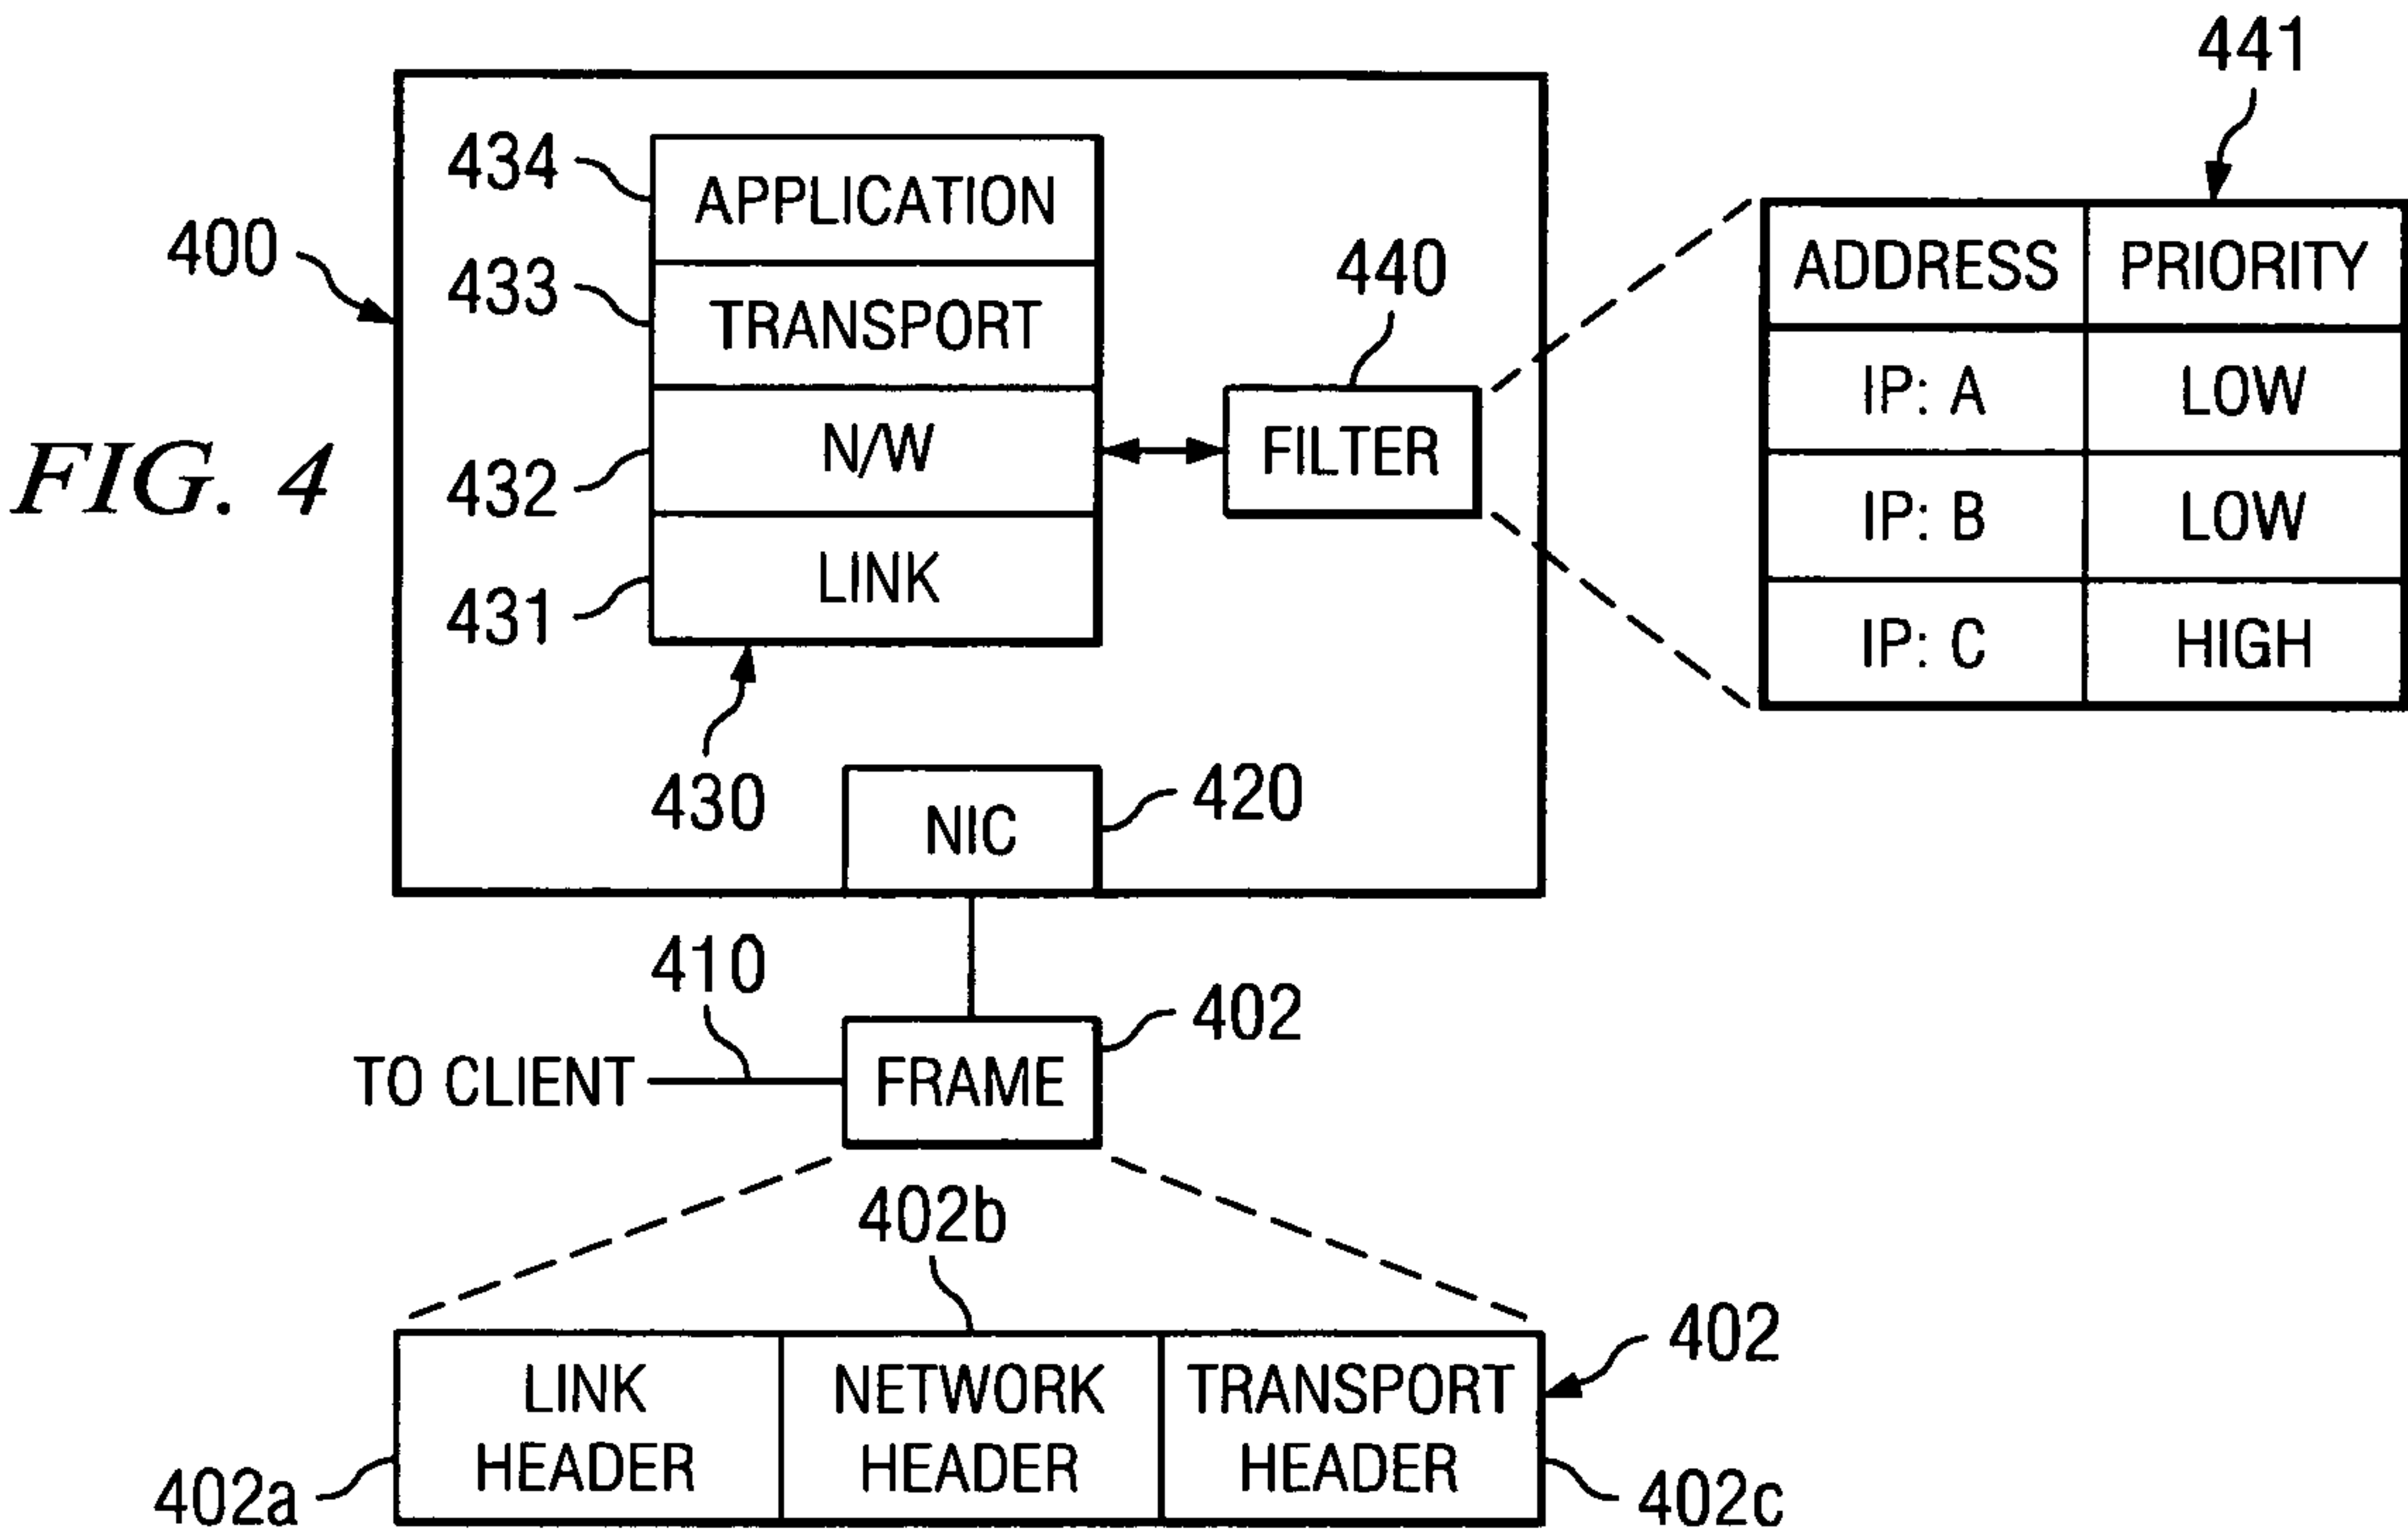 441
434
APPLICATION
ADDRESS
PRIORITY
400
433
TRANSPORT
440
IP: A
LOW
FIG. 4
432
N/W
FILTER
IP: B
LOW
431
LINK
IP: C
HIGH
430
NIC
420
410
402
TO CLIENT
FRAME
402b
402
LINK
HEADER
NETWORK
HEADER
TRANSPORT
HEADER
402a
402c